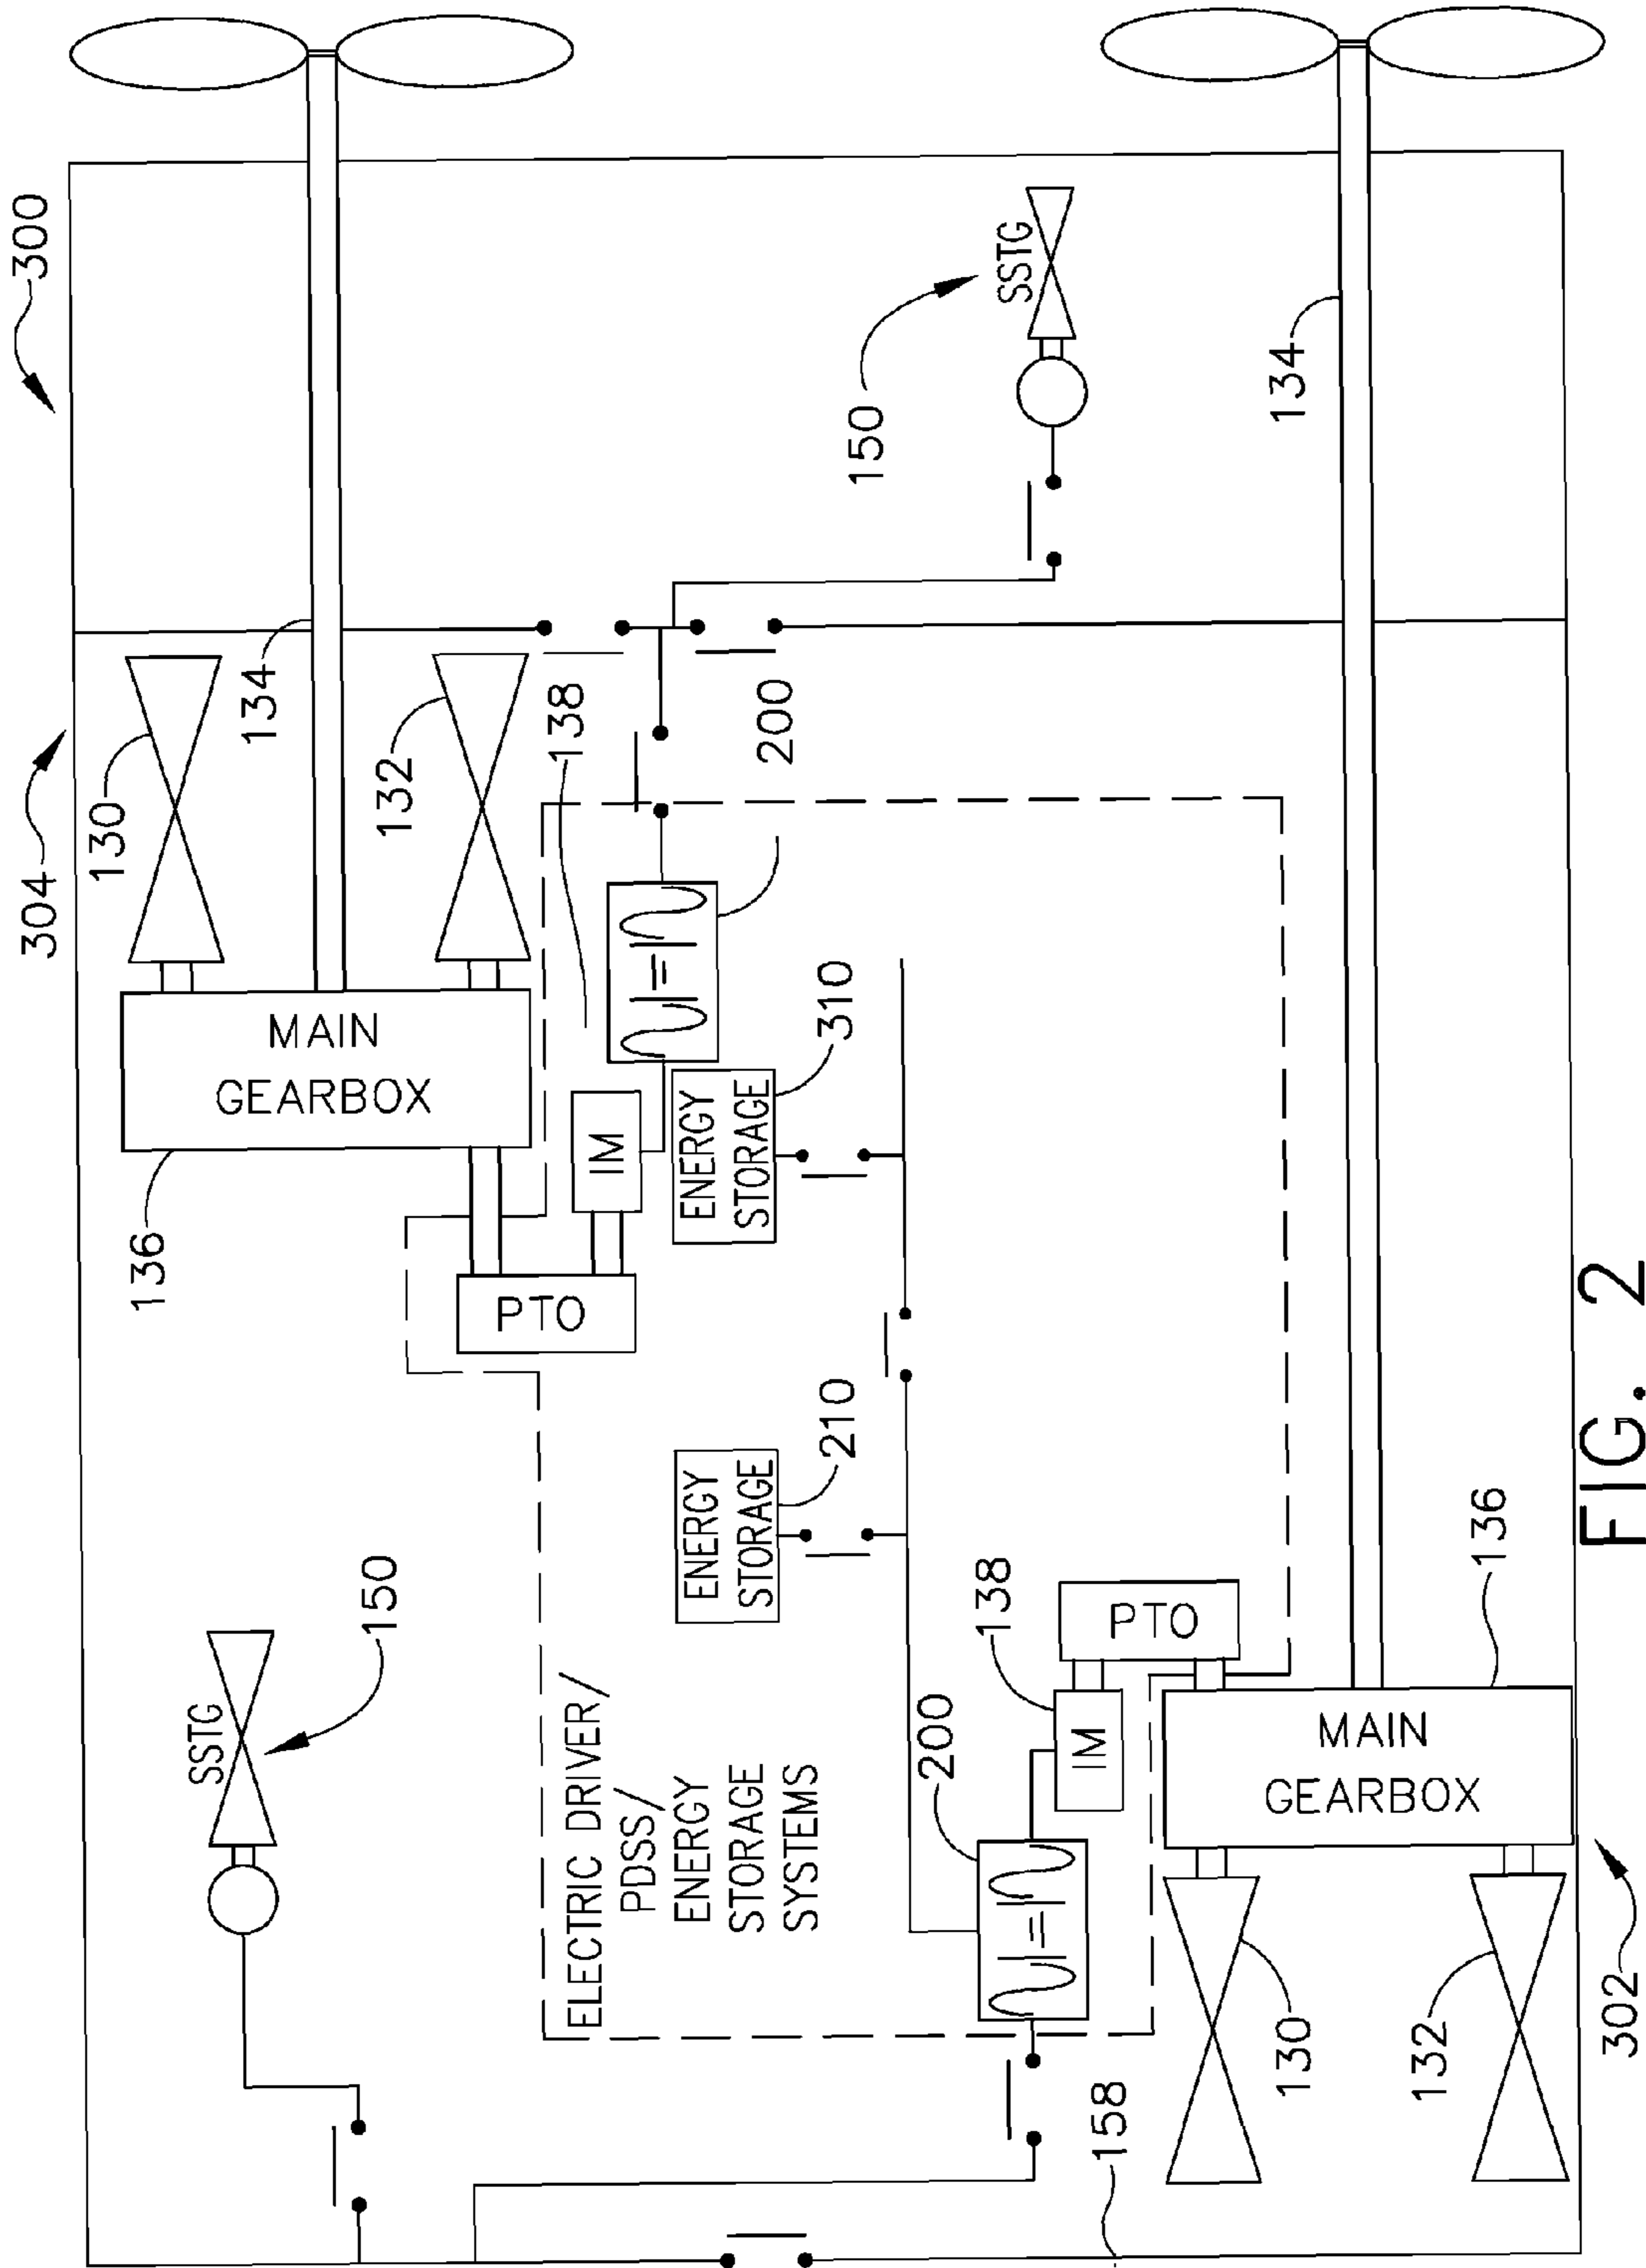 300
304
130
134
132
138
200
MAIN
GEARBOX
136
PTO
IM
ENERGY
STORAGE
310
150
SSTG
134
ENERGY
STORAGE
210
SSTG
150
ELECTRIC DRIVER/
PDSS/
ENERGY
STORAGE
SYSTEMS
200
138
IM
PTO
136
MAIN
GEARBOX
130
132
302
158
FIG. 2